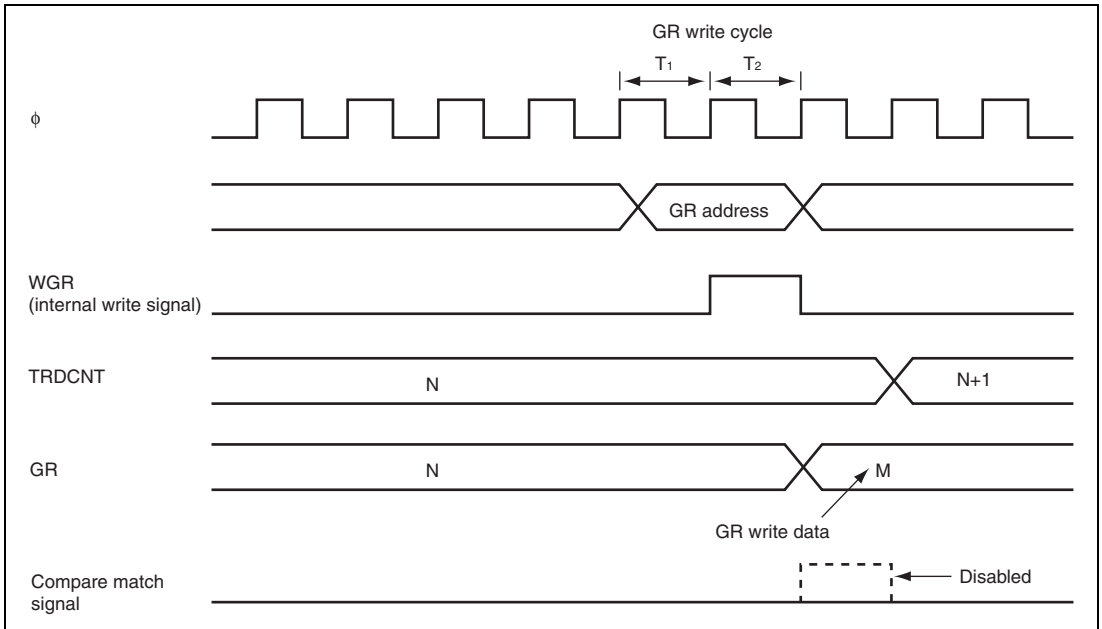 GR write cycle
T1 T2
ϕ
GR address
WGR
(internal write signal)
TRDCNT
N
N+1
GR
N
M
GR write data
Compare match
signal
Disabled